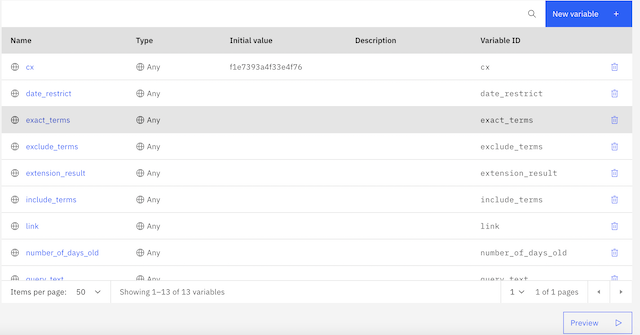 New variable +
Name Type Initial value Description Variable ID
cx Any f1e7393a4f33e4f76 cx
date_restrict Any date_restrict
exact_terms Any exact_terms
exclude_terms Any exclude_terms
extension_result Any extension_result
include_terms Any include_terms
link Any link
number_of_days_old Any number_of_days_old
query_text Any query_text
Items per page: 50 Showing 1–13 of 13 variables 1 1 of 1 pages
Preview